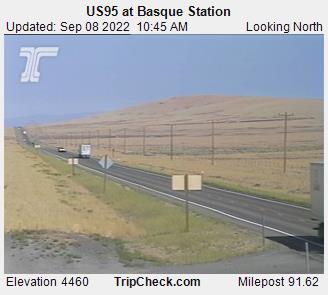 US95 at Basque Station
Updated: Sep 08 2022 10:45 AM Looking North
Elevation 4460 TripCheck.com Milepost 91.62